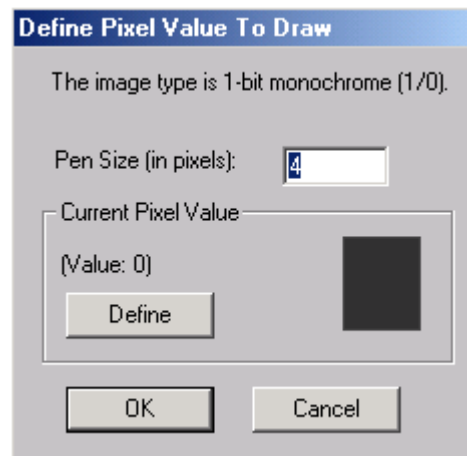 Define Pixel Value To Draw
The image type is 1-bit monochrome (1/0).
Pen Size (in pixels): 4
Current Pixel Value
(Value: 0)
Define
OK Cancel